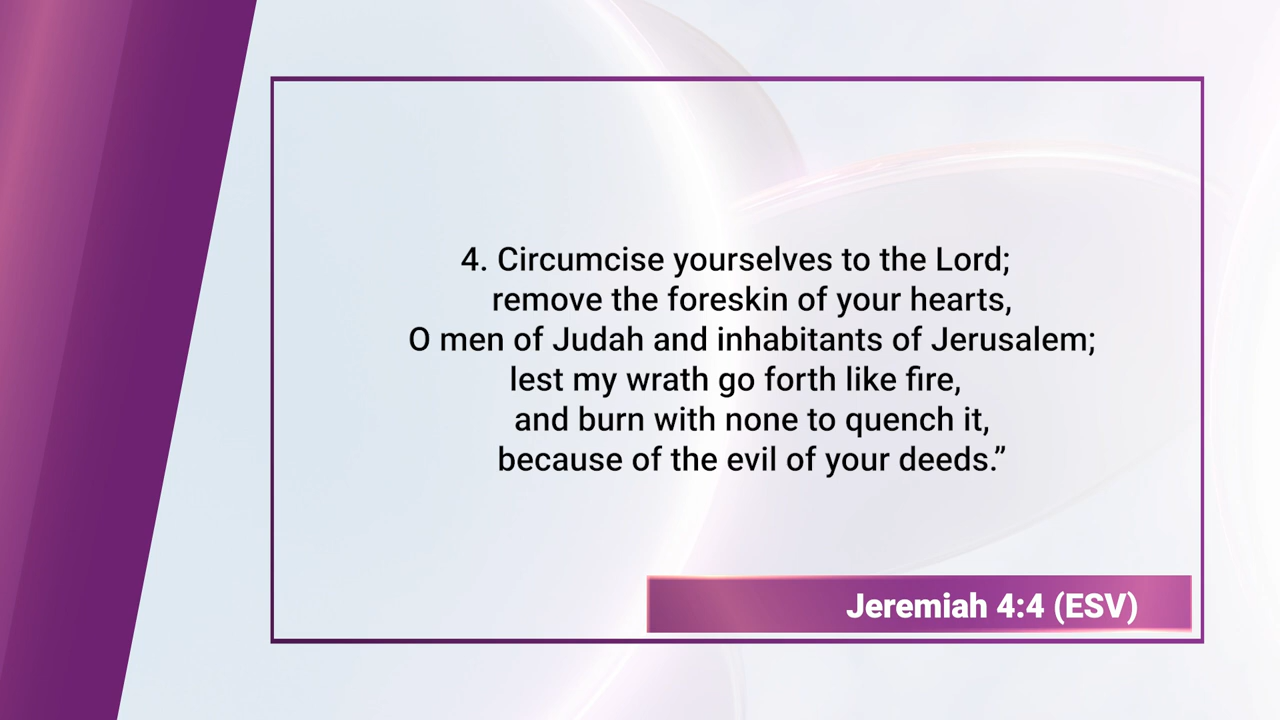 4. Circumcise yourselves to the Lord;
remove the foreskin of your hearts,
O men of Judah and inhabitants of Jerusalem;
lest my wrath go forth like fire,
and burn with none to quench it,
because of the evil of your deeds.”
Jeremiah 4:4 (ESV)